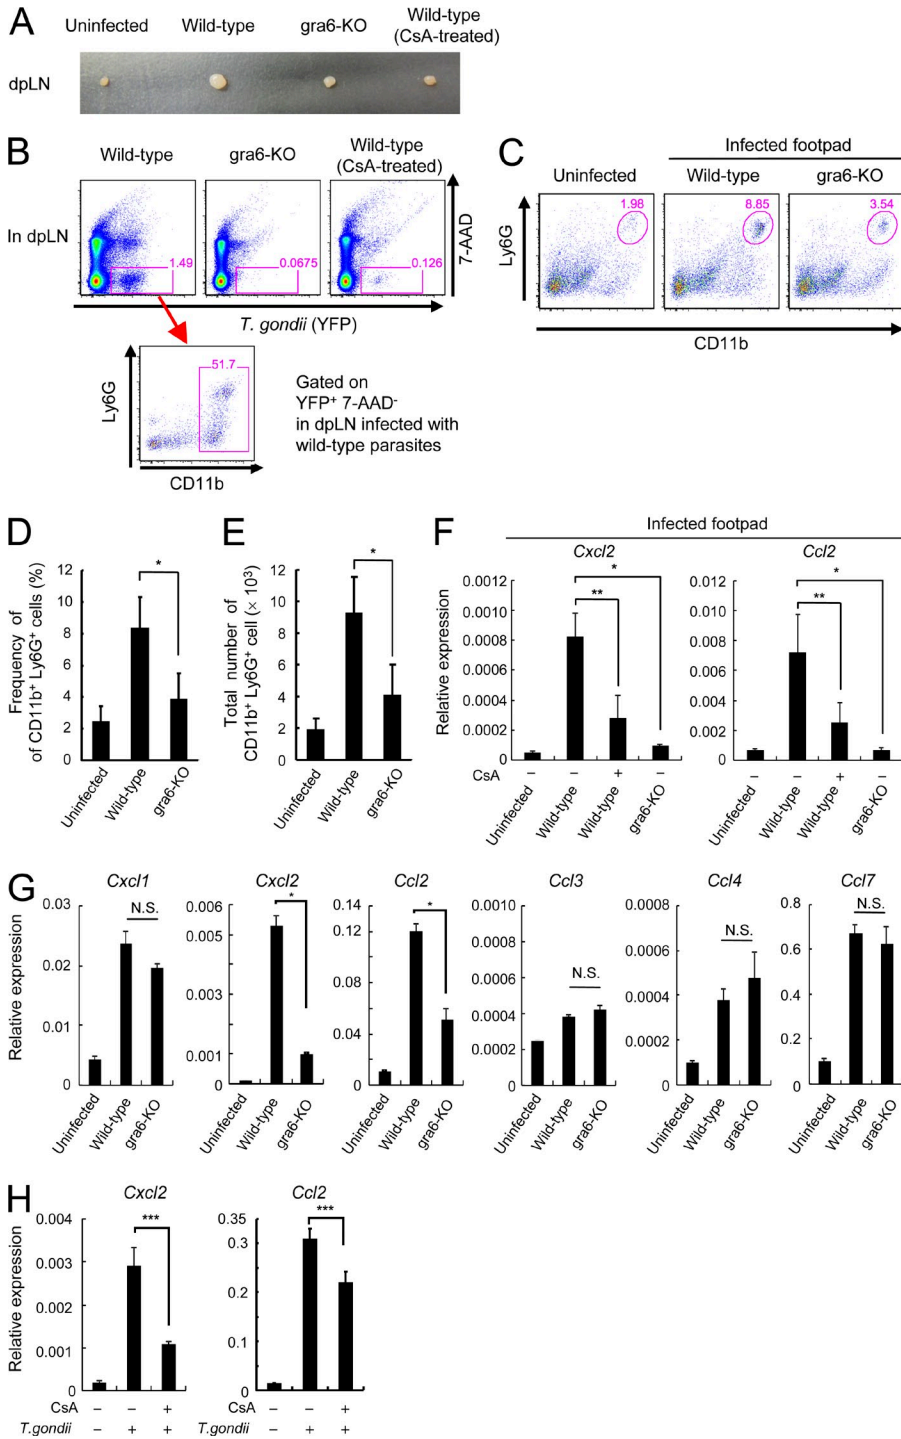 A
Uninfected Wild-type gra6-KO Wild-type
(CsA-treated)
dpLN
B
Wild-type gra6-KO Wild-type
(CsA-treated)
In dpLN
1.49 0.0675 0.126
7-AAD
T. gondii (YFP)
51.7
Ly6G
CD11b
Gated on
YFP+ 7-AAD-
in dpLN infected with
wild-type parasites
C
Infected footpad
Uninfected Wild-type gra6-KO
1.98 8.85 3.54
Ly6G
CD11b
D
Frequency of
of CD11b+ Ly6G+ cells (%)
12
10
8
6
4
2
0
*
Uninfected Wild-type gra6-KO
E
Total number of
CD11b+ Ly6G+ cell (× 10³)
12
10
8
6
4
2
0
*
Uninfected Wild-type gra6-KO
F
Infected footpad
Cxcl2
Relative expression
0.0012
0.0010
0.0008
0.0006
0.0004
0.0002
0
*
**
CsA − − + −
Uninfected Wild-type Wild-type gra6-KO
Ccl2
0.012
0.010
0.008
0.006
0.004
0.002
0
*
**
− − + −
Uninfected Wild-type Wild-type gra6-KO
G
Relative expression
Cxcl1
0.03
0.02
0.01
0
N.S.
Uninfected Wild-type gra6-KO
Cxcl2
0.006
0.005
0.003
0.001
0
*
Uninfected Wild-type gra6-KO
Ccl2
0.14
0.12
0.08
0.04
0
*
Uninfected Wild-type gra6-KO
Ccl3
0.0010
0.0008
0.0006
0.0004
0.0002
0
N.S.
Uninfected Wild-type gra6-KO
Ccl4
0.0008
0.0006
0.0004
0.0002
0
N.S.
Uninfected Wild-type gra6-KO
Ccl7
0.8
0.6
0.4
0.2
0
N.S.
Uninfected Wild-type gra6-KO
H
Relative expression
Cxcl2
0.004
0.003
0.002
0.001
0
***
CsA − − +
T.gondii − + +
Ccl2
0.35
0.3
0.2
0.1
0
***
CsA − − +
T.gondii − + +